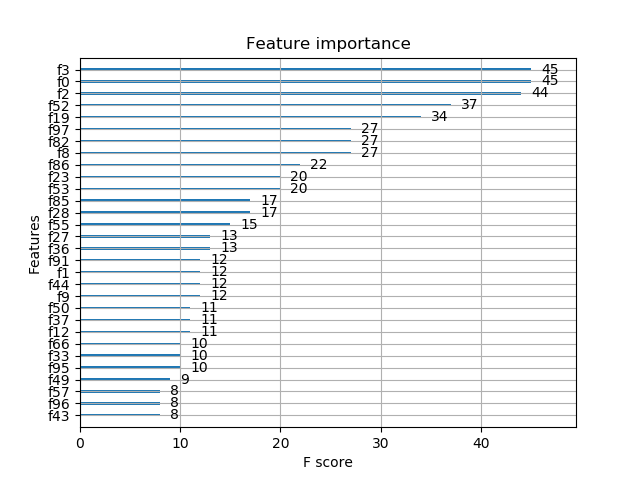 Feature importance
Features
f3 45
f0 45
f2 44
f52 37
f19 34
f97 27
f82 27
f8 27
f86 22
f23 20
f53 20
f85 17
f28 17
f55 15
f27 13
f36 13
f91 12
f1 12
f44 12
f9 12
f50 11
f37 11
f12 11
f66 10
f33 10
f95 10
f49 9
f57 8
f96 8
f43 8
0 10 20 30 40
F score